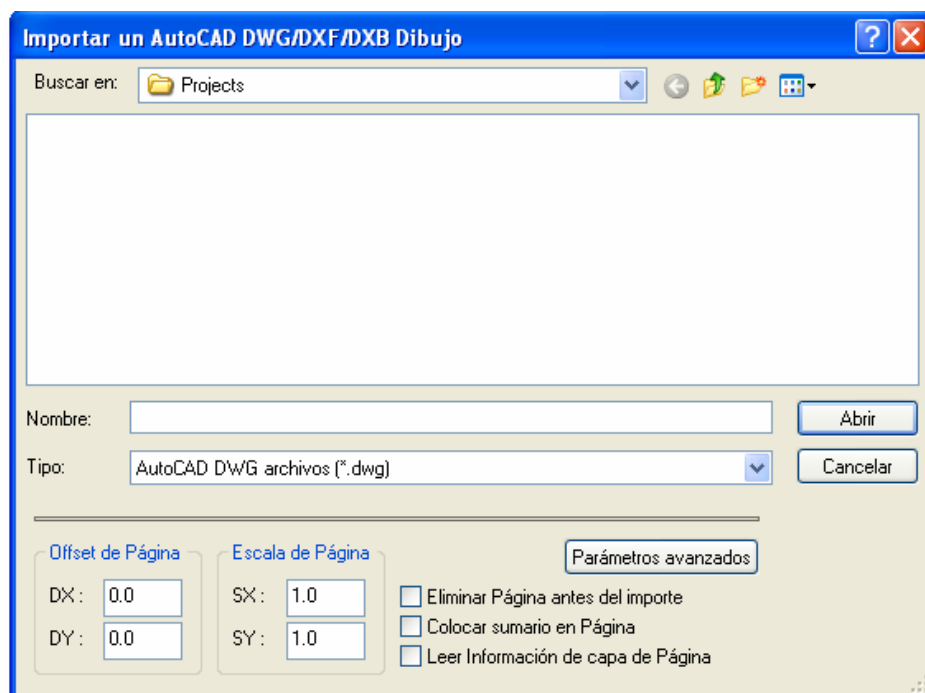 Importar un AutoCAD DWG/DXF/DXB Dibujo
Buscar en: Projects
Nombre: Abrir
Tipo: AutoCAD DWG archivos (*.dwg) Cancelar
Offset de Página Escala de Página Parámetros avanzados
DX : 0.0 SX : 1.0 Eliminar Página antes del importe
Colocar sumario en Página
DY : 0.0 SY : 1.0
Leer Información de capa de Página